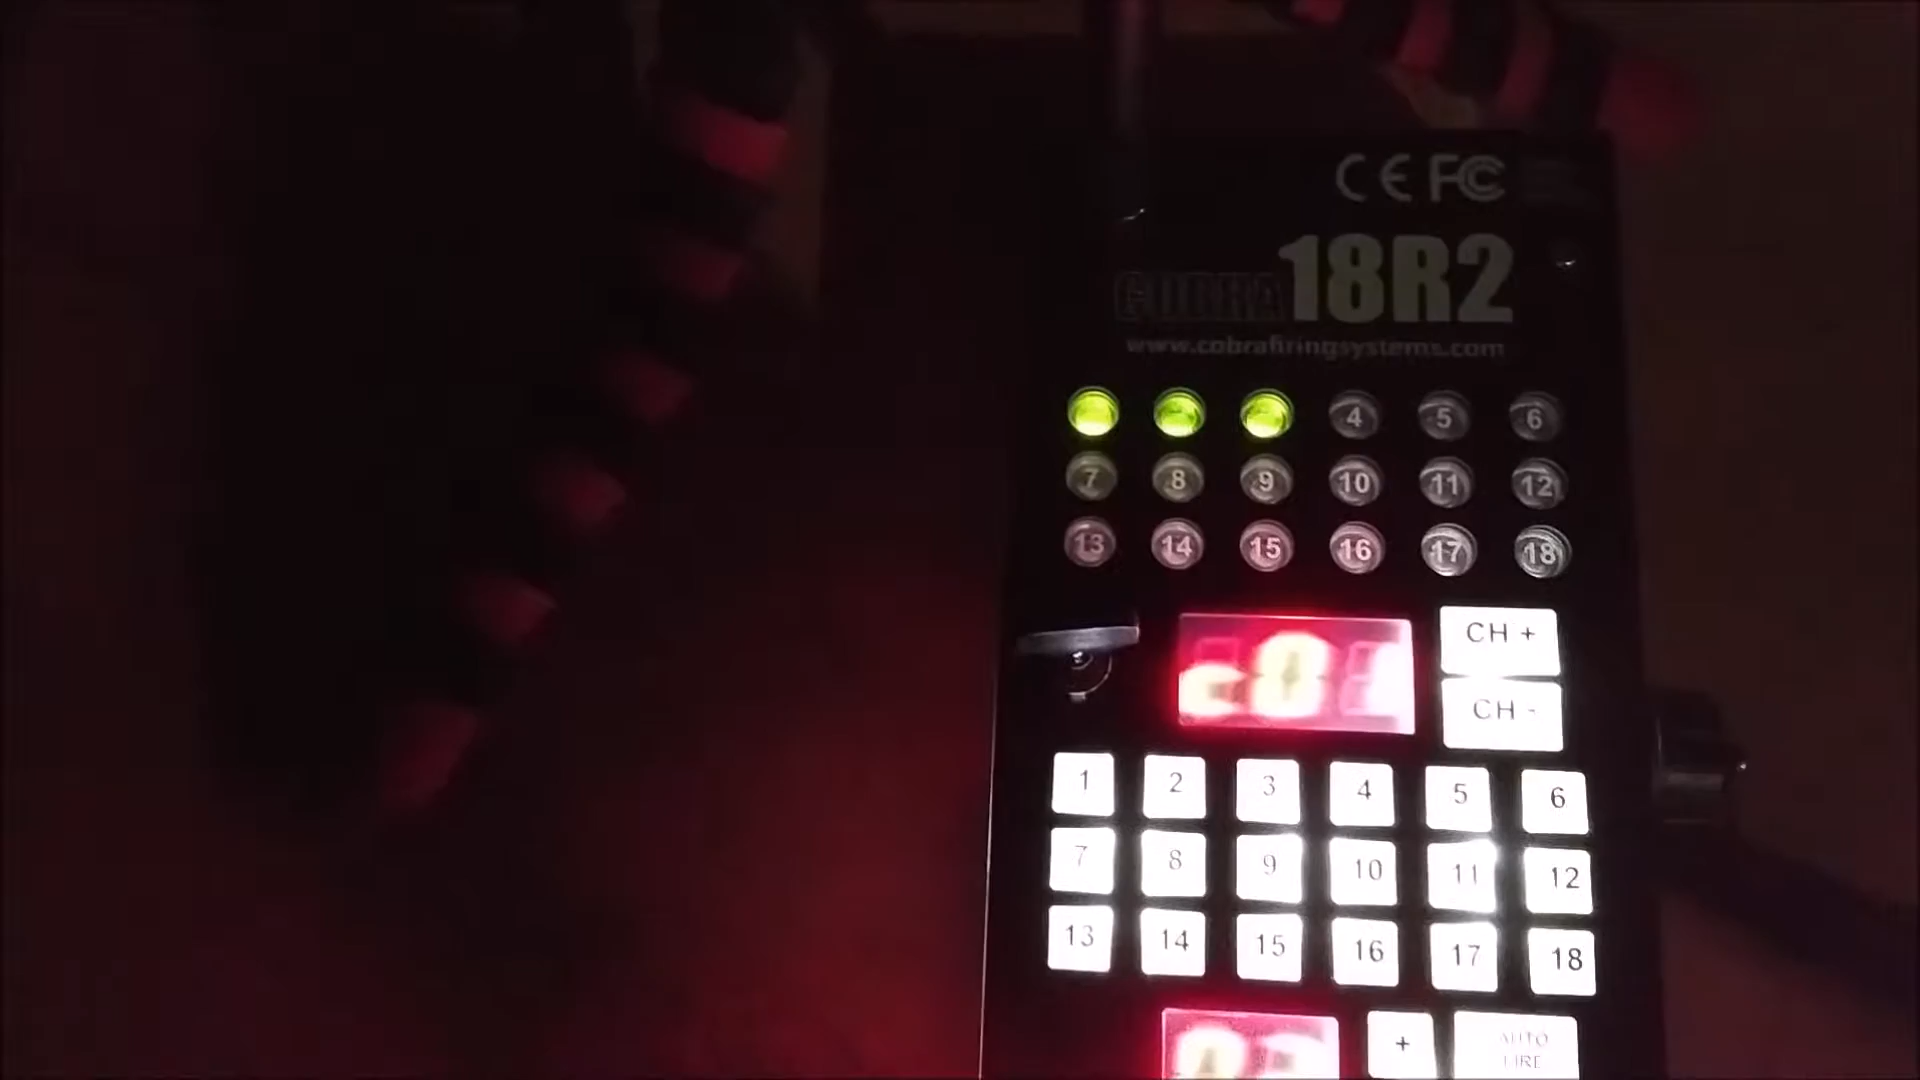 CE FC
COBRA 18R2
www.cobrafiringsystems.com
4 5 6
7 8 9 10 11 12
13 14 15 16 17 18
CH +
CH -
1 2 3 4 5 6
7 8 9 10 11 12
13 14 15 16 17 18
+ AUTO
FIRE